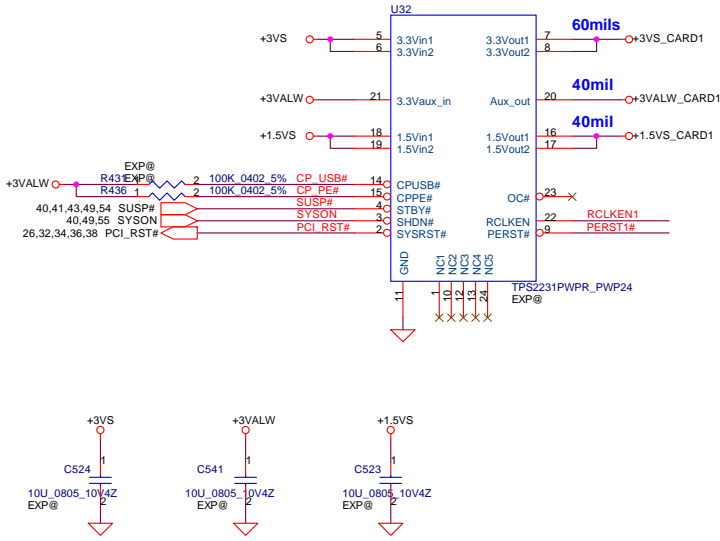 U32
60mils
+3VS 5 3.3Vin1 3.3Vout1 7 +3VS_CARD1
6 3.3Vin2 3.3Vout2 8
40mil
+3VALW 21 3.3Vaux_in Aux_out 20 +3VALW_CARD1
40mil
+1.5VS 18 1.5Vin1 1.5Vout1 16 +1.5VS_CARD1
19 1.5Vin2 1.5Vout2 17
EXP@
+3VALW R431 1 EXP@ 2 100K_0402_5% CP_USB# 14 CPUSB#
R436 1 2 100K_0402_5% CP_PE# 15 CPPE# OC# 23
40,41,43,49,54 SUSP# SUSP# 4 STBY#
40,49,55 SYSON SYSON 3 SHDN# RCLKEN 22 RCLKEN1
26,32,34,36,38 PCI_RST# PCI_RST# 2 SYSRST# PERST# 9 PERST1#
GND NC1 NC2 NC3 NC4 NC5
11 1 10 12 13 24
TPS2231PWPR_PWP24
EXP@
+3VS +3VALW +1.5VS
1 1 1
C524 C541 C523
10U_0805_10V4Z 10U_0805_10V4Z 10U_0805_10V4Z
EXP@ 2 EXP@ 2 EXP@ 2